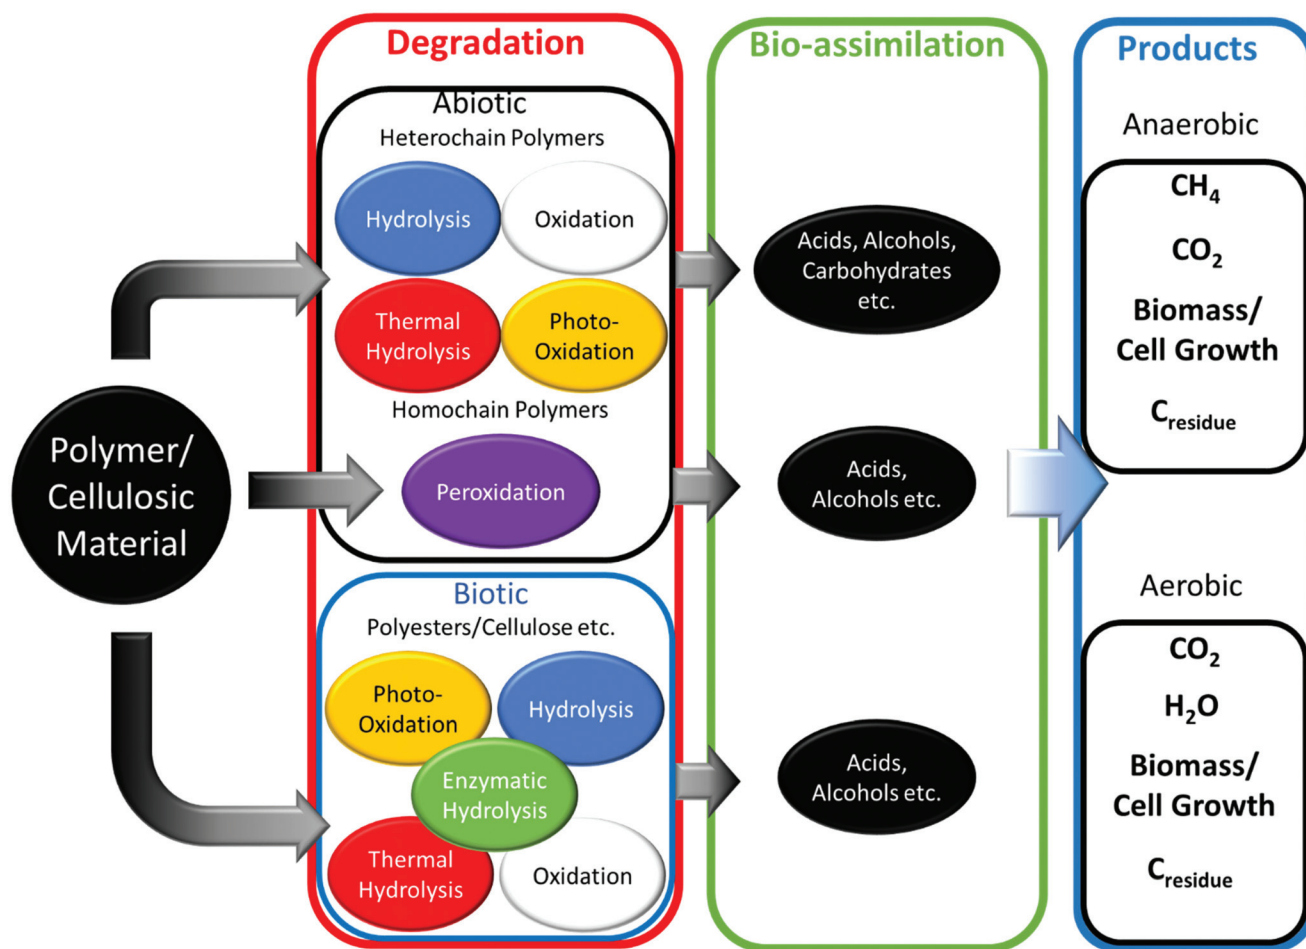 Polymer/
Cellulosic
Material
Degradation
Abiotic
Heterochain Polymers
Hydrolysis
Oxidation
Thermal
Hydrolysis
Photo-
Oxidation
Homochain Polymers
Peroxidation
Biotic
Polyesters/Cellulose etc.
Photo-
Oxidation
Hydrolysis
Enzymatic
Hydrolysis
Thermal
Hydrolysis
Oxidation
Bio-assimilation
Acids, Alcohols,
Carbohydrates
etc.
Acids,
Alcohols etc.
Acids,
Alcohols etc.
Products
Anaerobic
CH₄
CO₂
Biomass/
Cell Growth
C_residue
Aerobic
CO₂
H₂O
Biomass/
Cell Growth
C_residue